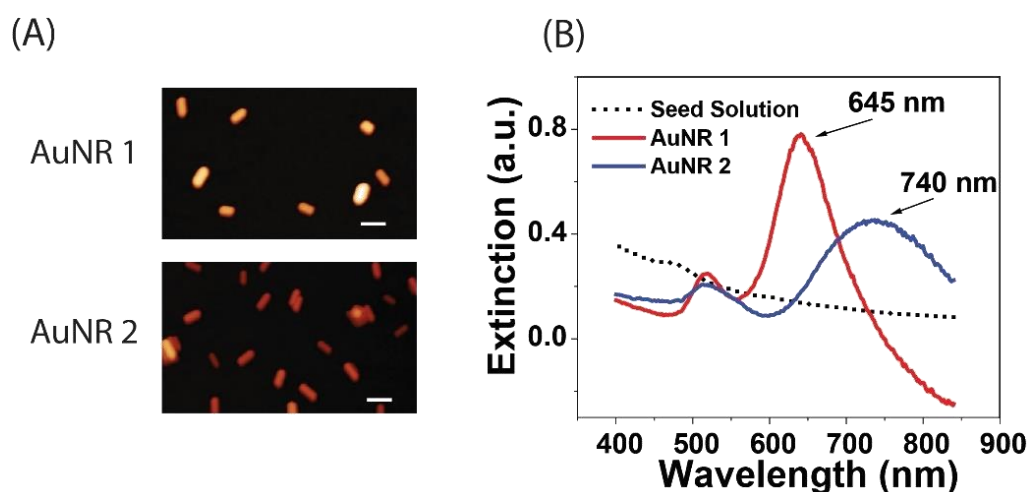 (A)
AuNR 1
AuNR 2
(B)
Seed Solution
AuNR 1
AuNR 2
645 nm
740 nm
Extinction (a.u.)
0.8
0.4
0.0
400 500 600 700 800 900
Wavelength (nm)